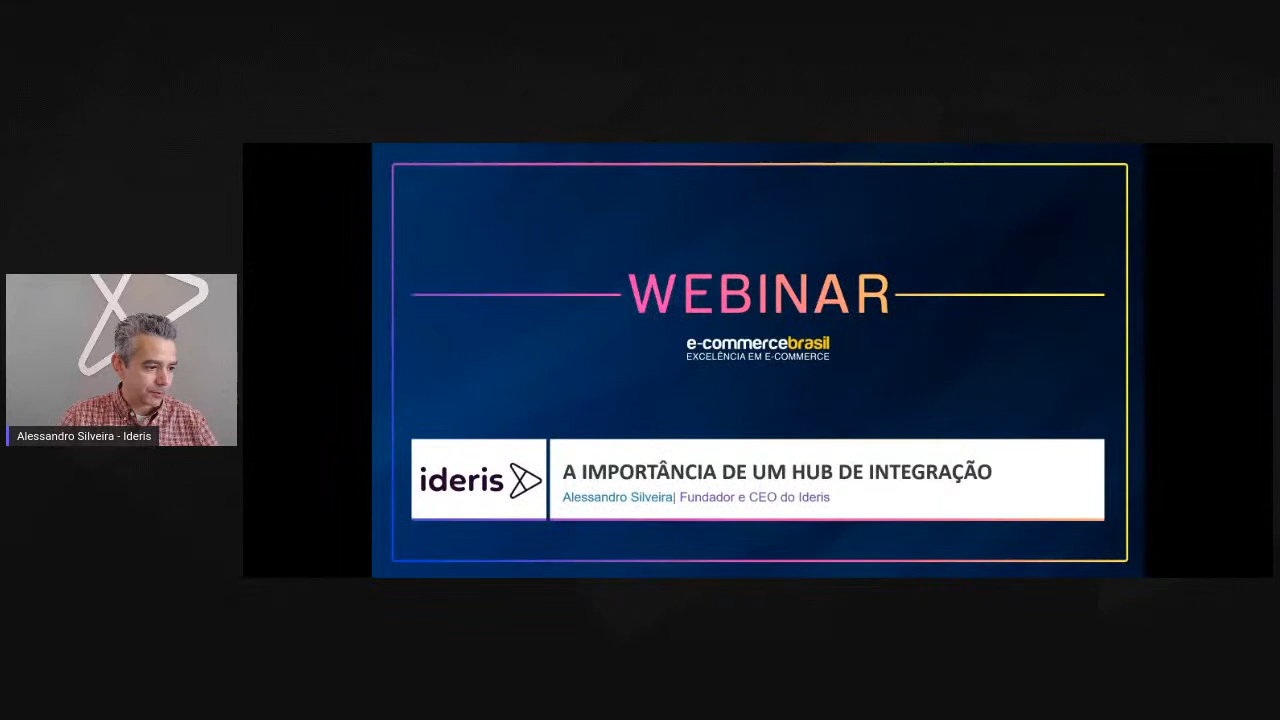 WEBINAR
e-commercebrasil
EXCELÊNCIA EM E-COMMERCE
ideris
A IMPORTÂNCIA DE UM HUB DE INTEGRAÇÃO
Alessandro Silveira| Fundador e CEO do Ideris
Alessandro Silveira - Ideris